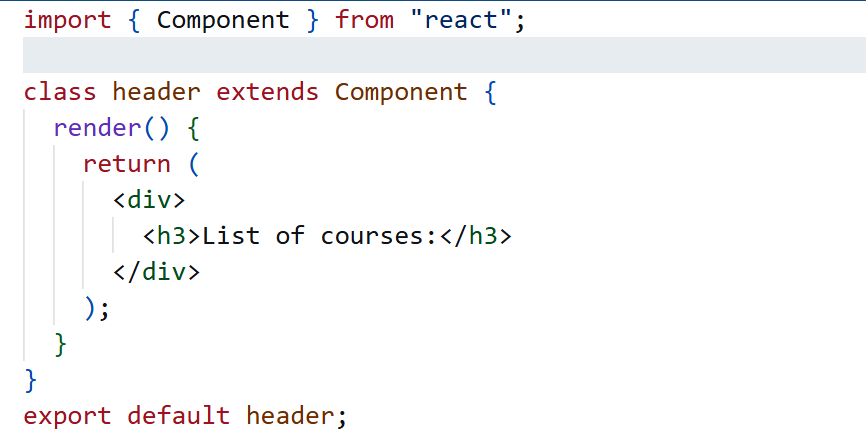 import { Component } from "react";
class header extends Component {
render() {
return (
<div>
<h3>List of courses:</h3>
</div>
);
}
}
export default header;